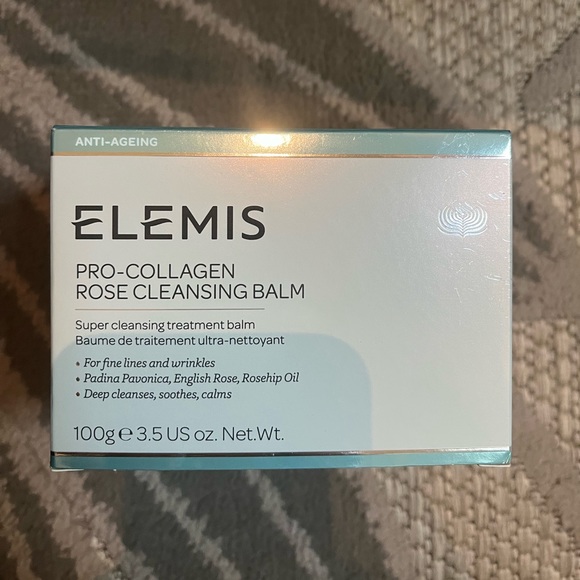 ANTI-AGEING
ELEMIS
PRO-COLLAGEN
ROSE CLEANSING BALM
Super cleansing treatment balm
Baume de traitement ultra-nettoyant
• For fine lines and wrinkles
• Padina Pavonica, English Rose, Rosehip Oil
• Deep cleanses, soothes, calms
100g ℮ 3.5 US oz. Net.Wt.